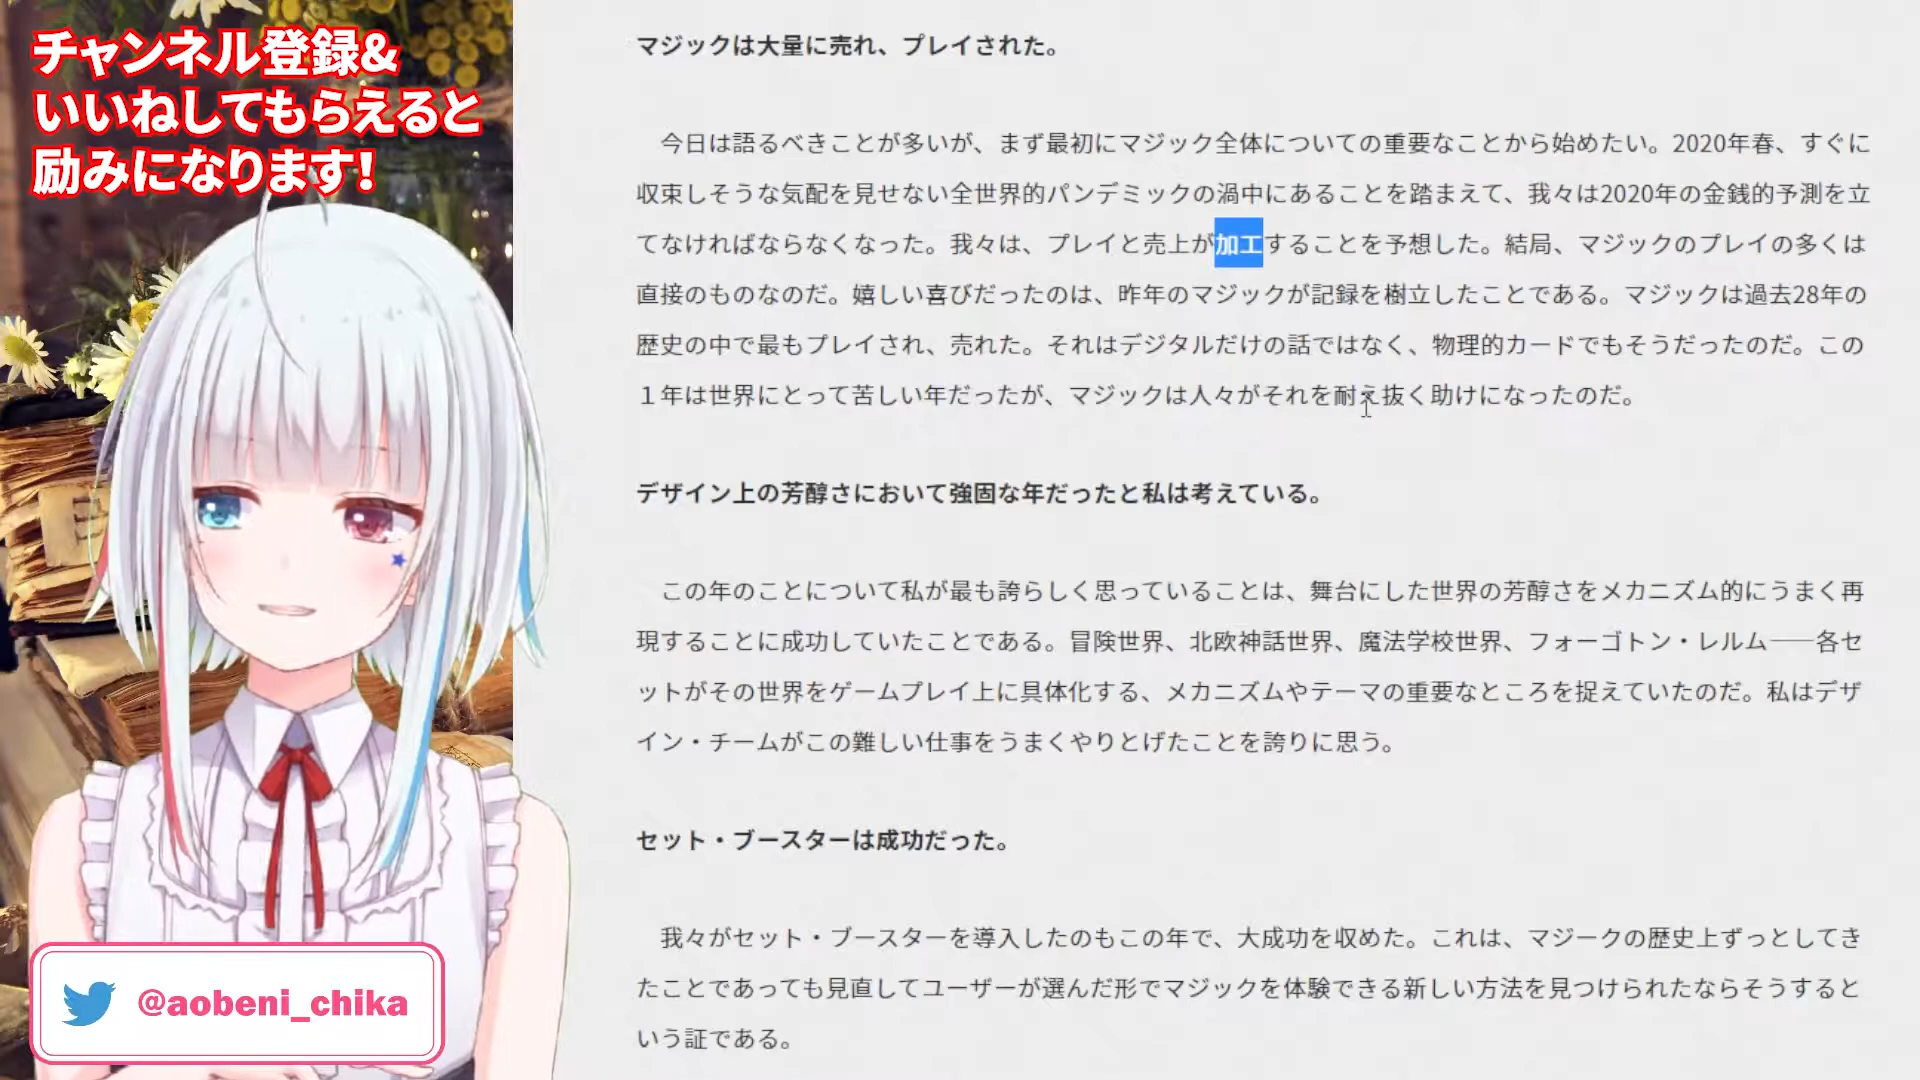 チャンネル登録&
いいねしてもらえると
励みになります!
@aobeni_chika
マジックは大量に売れ、プレイされた。
今日は語るべきことが多いが、まず最初にマジック全体についての重要なことから始めたい。2020年春、すぐに
収束しそうな気配を見せない全世界的パンデミックの渦中にあることを踏まえて、我々は2020年の金銭的予測を立
てなければならなくなった。我々は、プレイと売上が加工することを予想した。結局、マジックのプレイの多くは
直接のものなのだ。嬉しい喜びだったのは、昨年のマジックが記録を樹立したことである。マジックは過去28年の
歴史の中で最もプレイされ、売れた。それはデジタルだけの話ではなく、物理的カードでもそうだったのだ。この
１年は世界にとって苦しい年だったが、マジックは人々がそれを耐え抜く助けになったのだ。
デザイン上の芳醇さにおいて強固な年だったと私は考えている。
この年のことについて私が最も誇らしく思っていることは、舞台にした世界の芳醇さをメカニズム的にうまく再
現することに成功していたことである。冒険世界、北欧神話世界、魔法学校世界、フォーゴトン・レルム――各セ
ットがその世界をゲームプレイ上に具体化する、メカニズムやテーマの重要なところを捉えていたのだ。私はデザ
イン・チームがこの難しい仕事をうまくやりとげたことを誇りに思う。
セット・ブースターは成功だった。
我々がセット・ブースターを導入したのもこの年で、大成功を収めた。これは、マジークの歴史上ずっとしてき
たことであっても見直してユーザーが選んだ形でマジックを体験できる新しい方法を見つけられたならそうすると
いう証である。